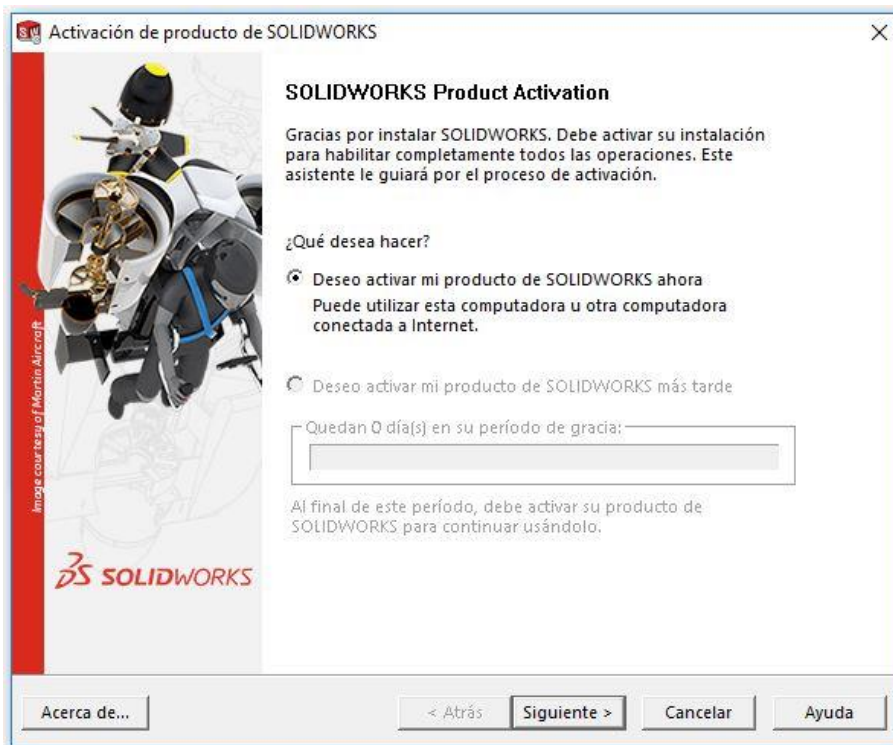 Activación de producto de SOLIDWORKS
SOLIDWORKS Product Activation
Gracias por instalar SOLIDWORKS. Debe activar su instalación
para habilitar completamente todos las operaciones. Este
asistente le guiará por el proceso de activación.
¿Qué desea hacer?
Deseo activar mi producto de SOLIDWORKS ahora
Puede utilizar esta computadora u otra computadora
conectada a Internet.
Deseo activar mi producto de SOLIDWORKS más tarde
Quedan 0 día(s) en su período de gracia:
Al final de este período, debe activar su producto de
SOLIDWORKS para continuar usándolo.
Image courtesy of Martin Aircraft
SOLIDWORKS
Acerca de...
< Atrás
Siguiente >
Cancelar
Ayuda